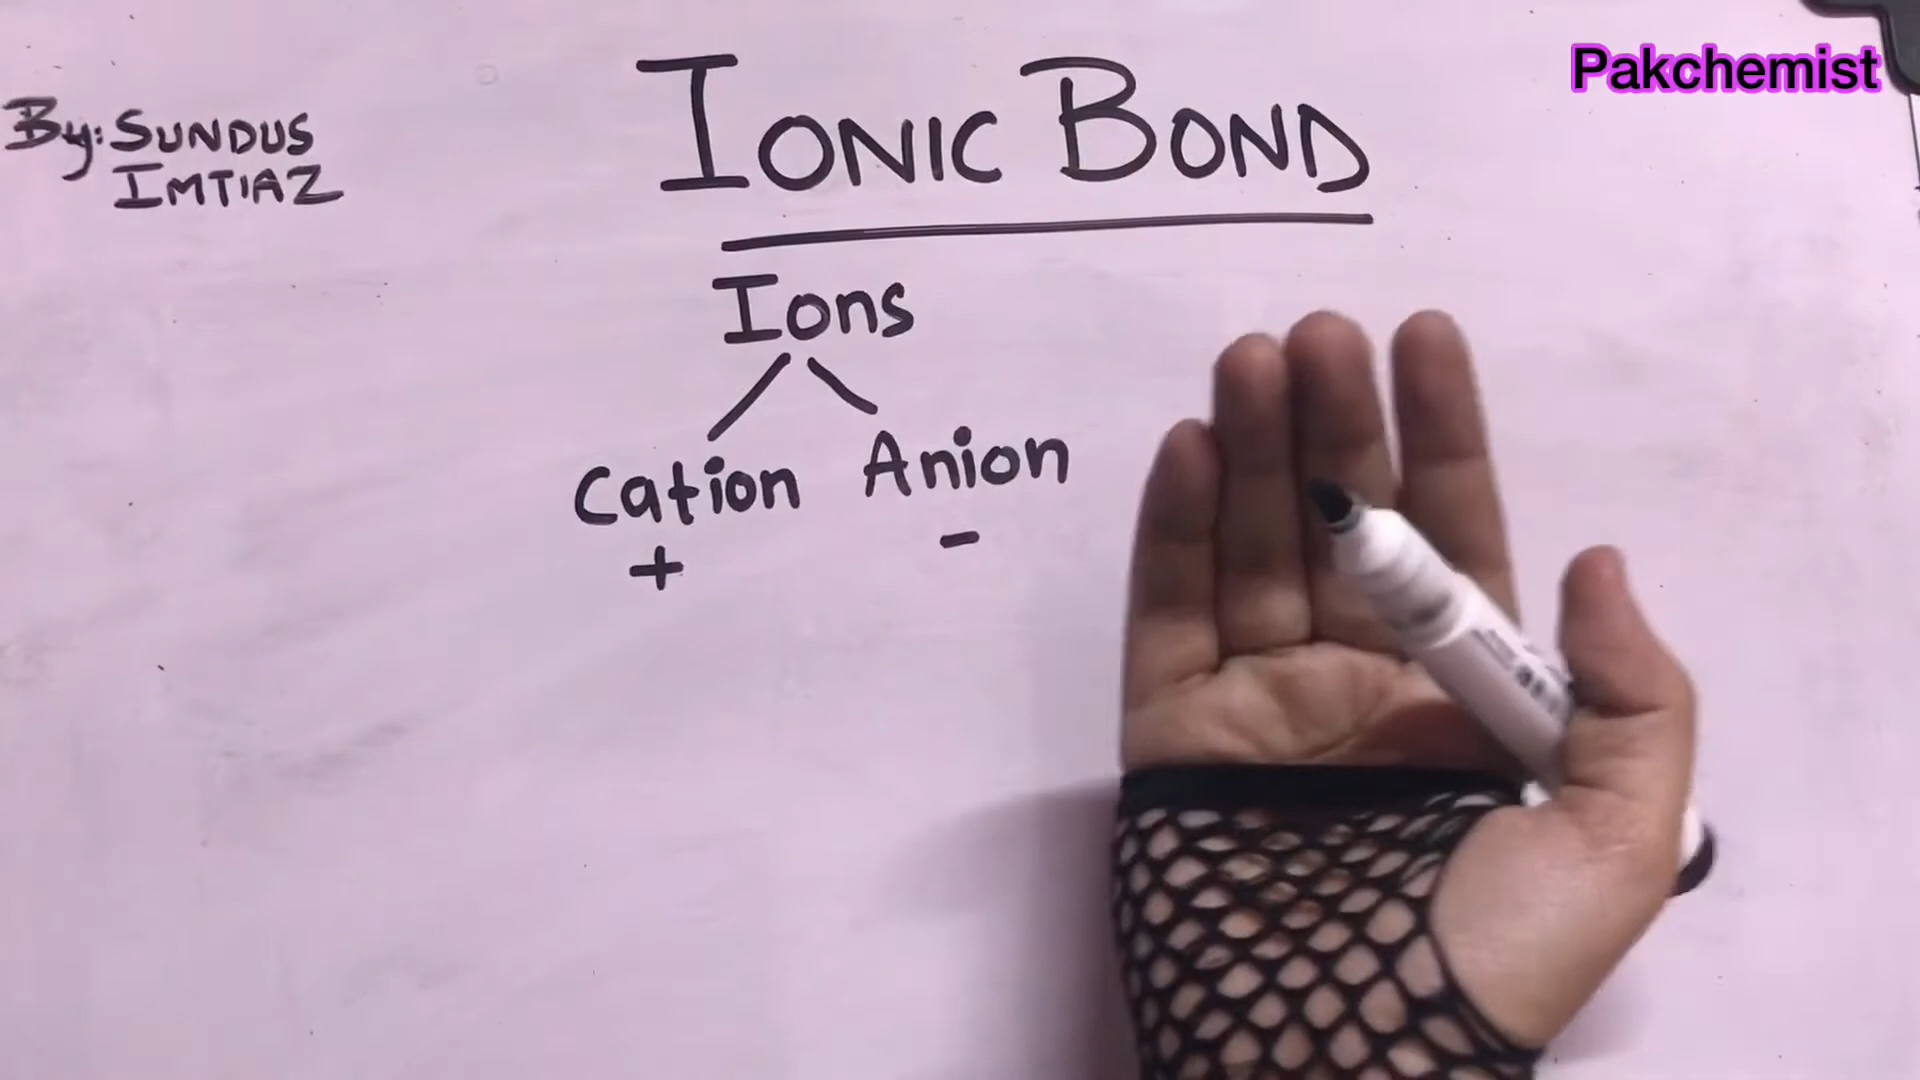 Pakchemist
IONIC BOND
By: SUNDUS
IMTIAZ
Ions
Cation Anion
+ -